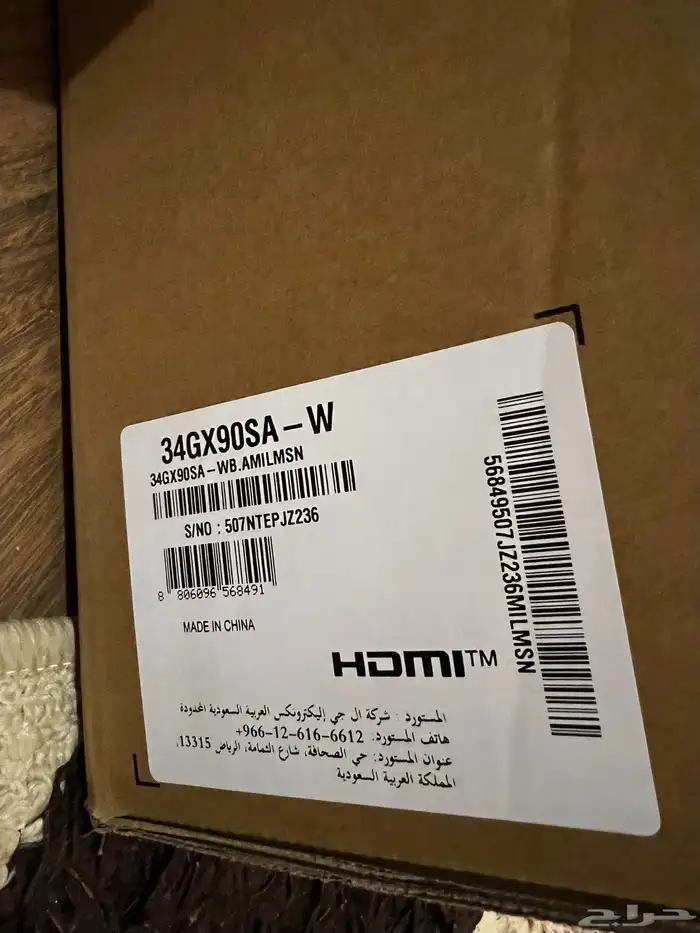 34GX90SA-W
34GX90SA-WB.AMILMSN
S/NO : 507NTEPJZ236
8 806096 568491
MADE IN CHINA
HDMI™
56849507JZ236MILMSN
المستورد : شركة ال جي إليكترونكس العربية السعودية المحدودة
هاتف المستورد: 6612-616-12-966+
عنوان المستورد: حي الصحافة، شارع الثمامة، الرياض 13315،
المملكة العربية السعودية
حراج